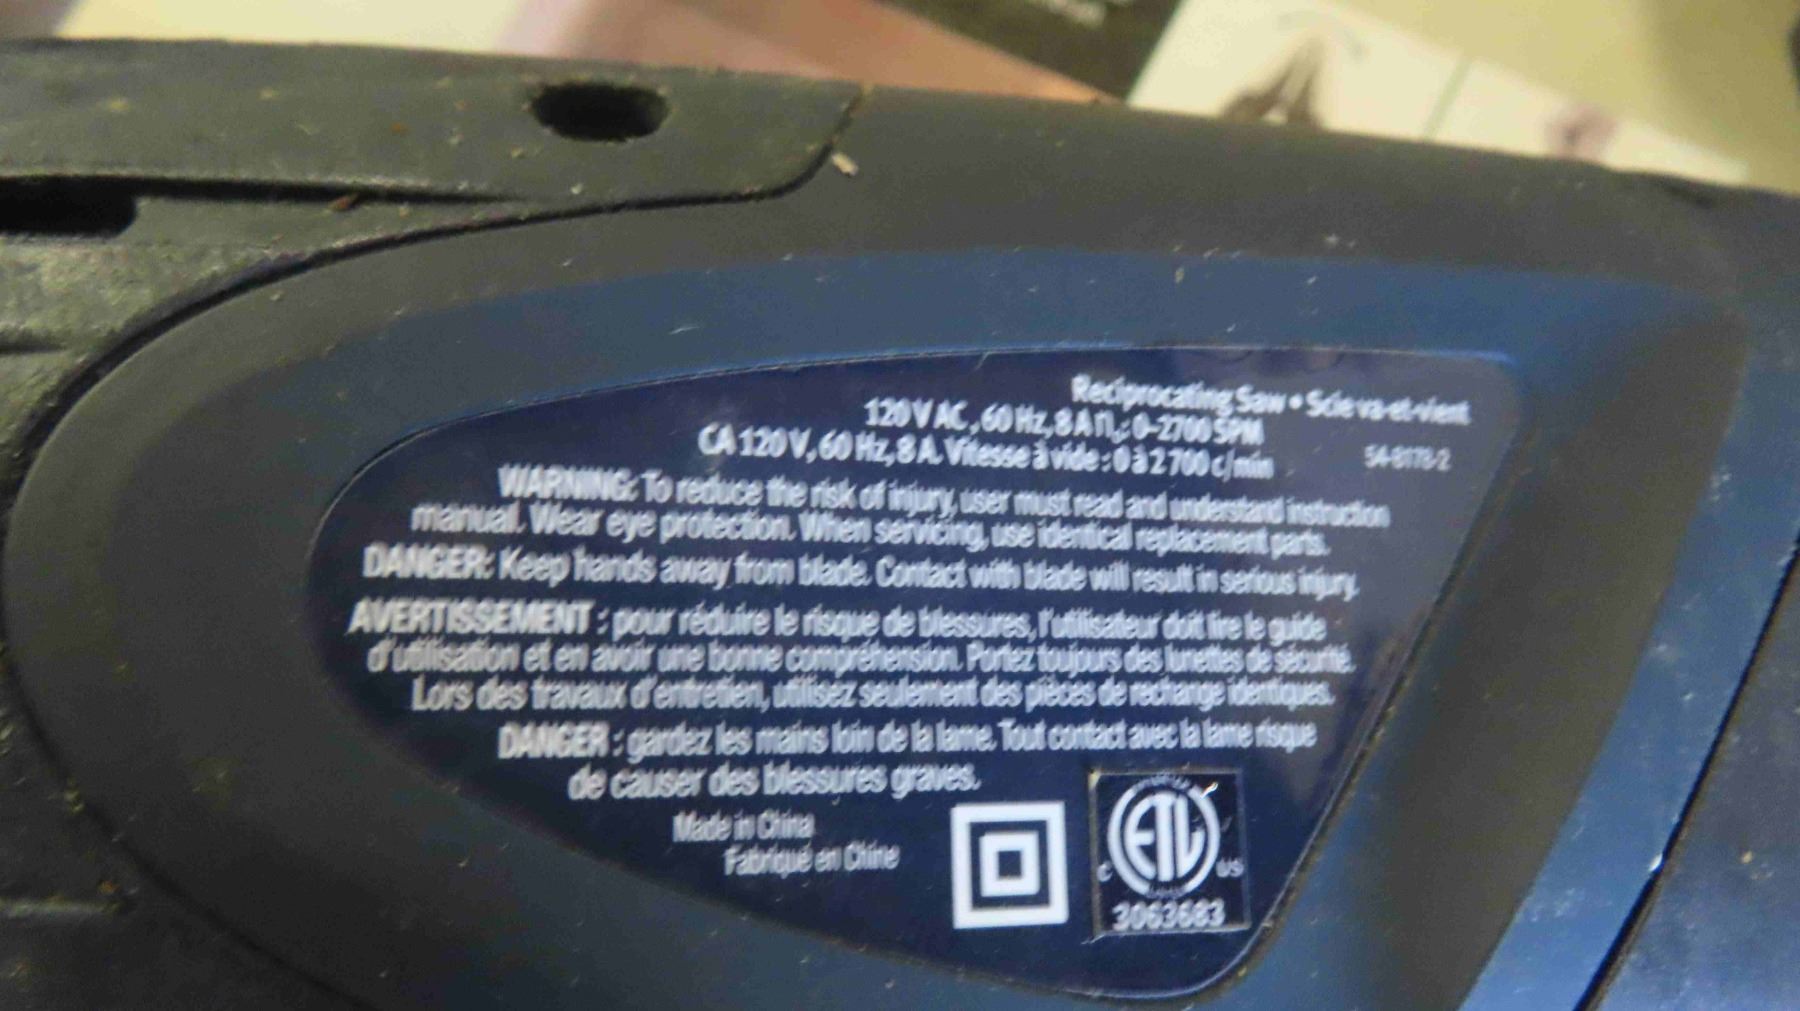 Reciprocating Saw • Scie va-et-vient
120 V AC, 60 Hz, 8 A n₀: 0-2700 SPM
CA 120 V, 60 Hz, 8 A. Vitesse à vide : 0 à 2 700 c/min
54-8178-2
WARNING: To reduce the risk of injury, user must read and understand instruction
manual. Wear eye protection. When servicing, use identical replacement parts.
DANGER: Keep hands away from blade. Contact with blade will result in serious injury.
AVERTISSEMENT : pour réduire le risque de blessures, l'utilisateur doit lire le guide
d'utilisation et en avoir une bonne compréhension. Portez toujours des lunettes de sécurité.
Lors des travaux d'entretien, utilisez seulement des pièces de rechange identiques.
DANGER : gardez les mains loin de la lame. Tout contact avec la lame risque
de causer des blessures graves.
Made in China
Fabriqué en Chine
ETL
C US
3063683